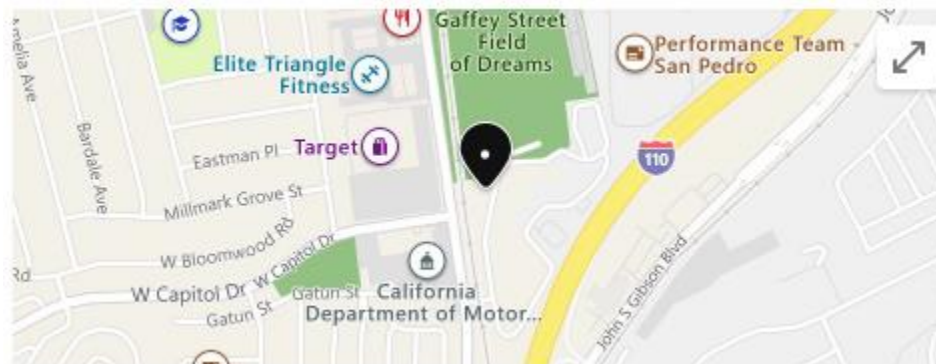 Gaffey Street
Field
of Dreams
Performance Team -
San Pedro
Elite Triangle
Fitness
Amelia Ave
Bardale Ave
Eastman Pl
Target
110
Millmark Grove St
W Bloomwood Rd
Rd
W Capitol Dr
W Capitol Dr
Gatun St
Gatun St
California
Department of Motor...
John S Gibson Blvd